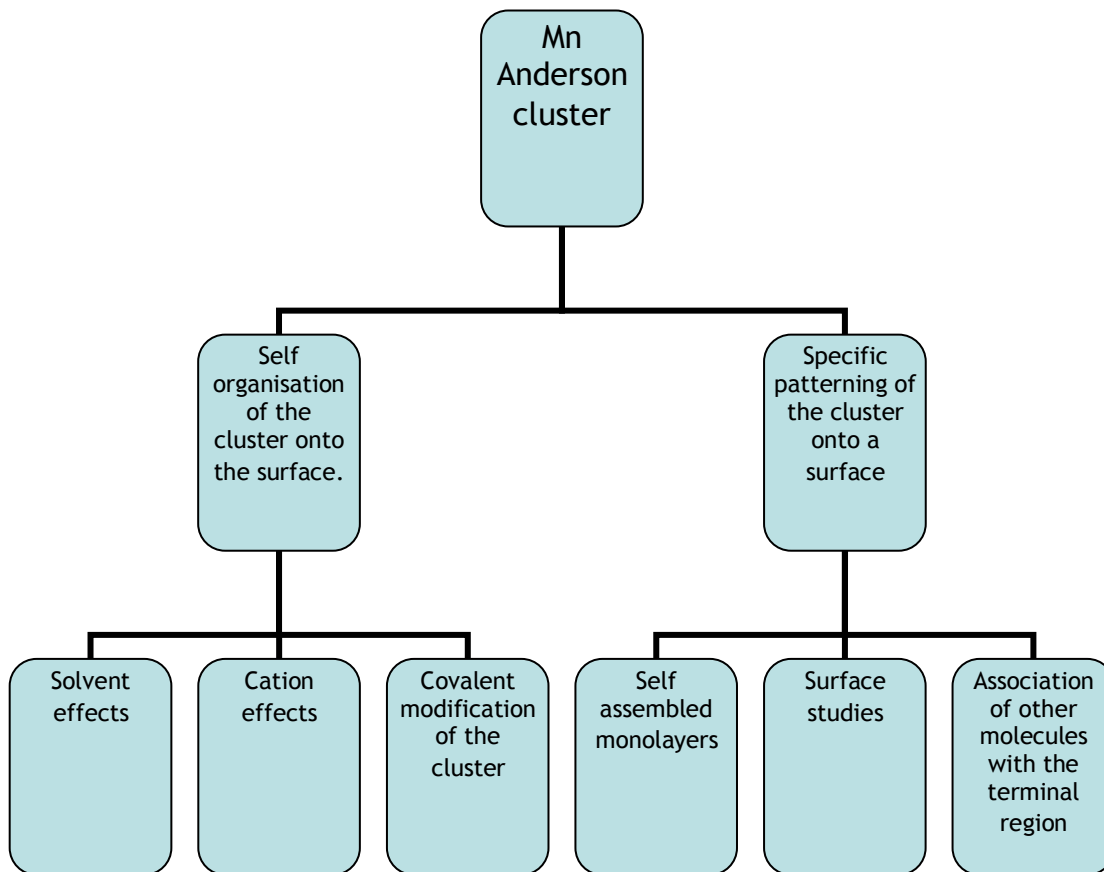 Mn
Anderson
cluster
Self
organisation
of the
cluster onto
the surface.
Specific
patterning of
the cluster
onto a
surface
Solvent
effects
Cation
effects
Covalent
modification
of the
cluster
Self
assembled
monolayers
Surface
studies
Association
of other
molecules
with the
terminal
region